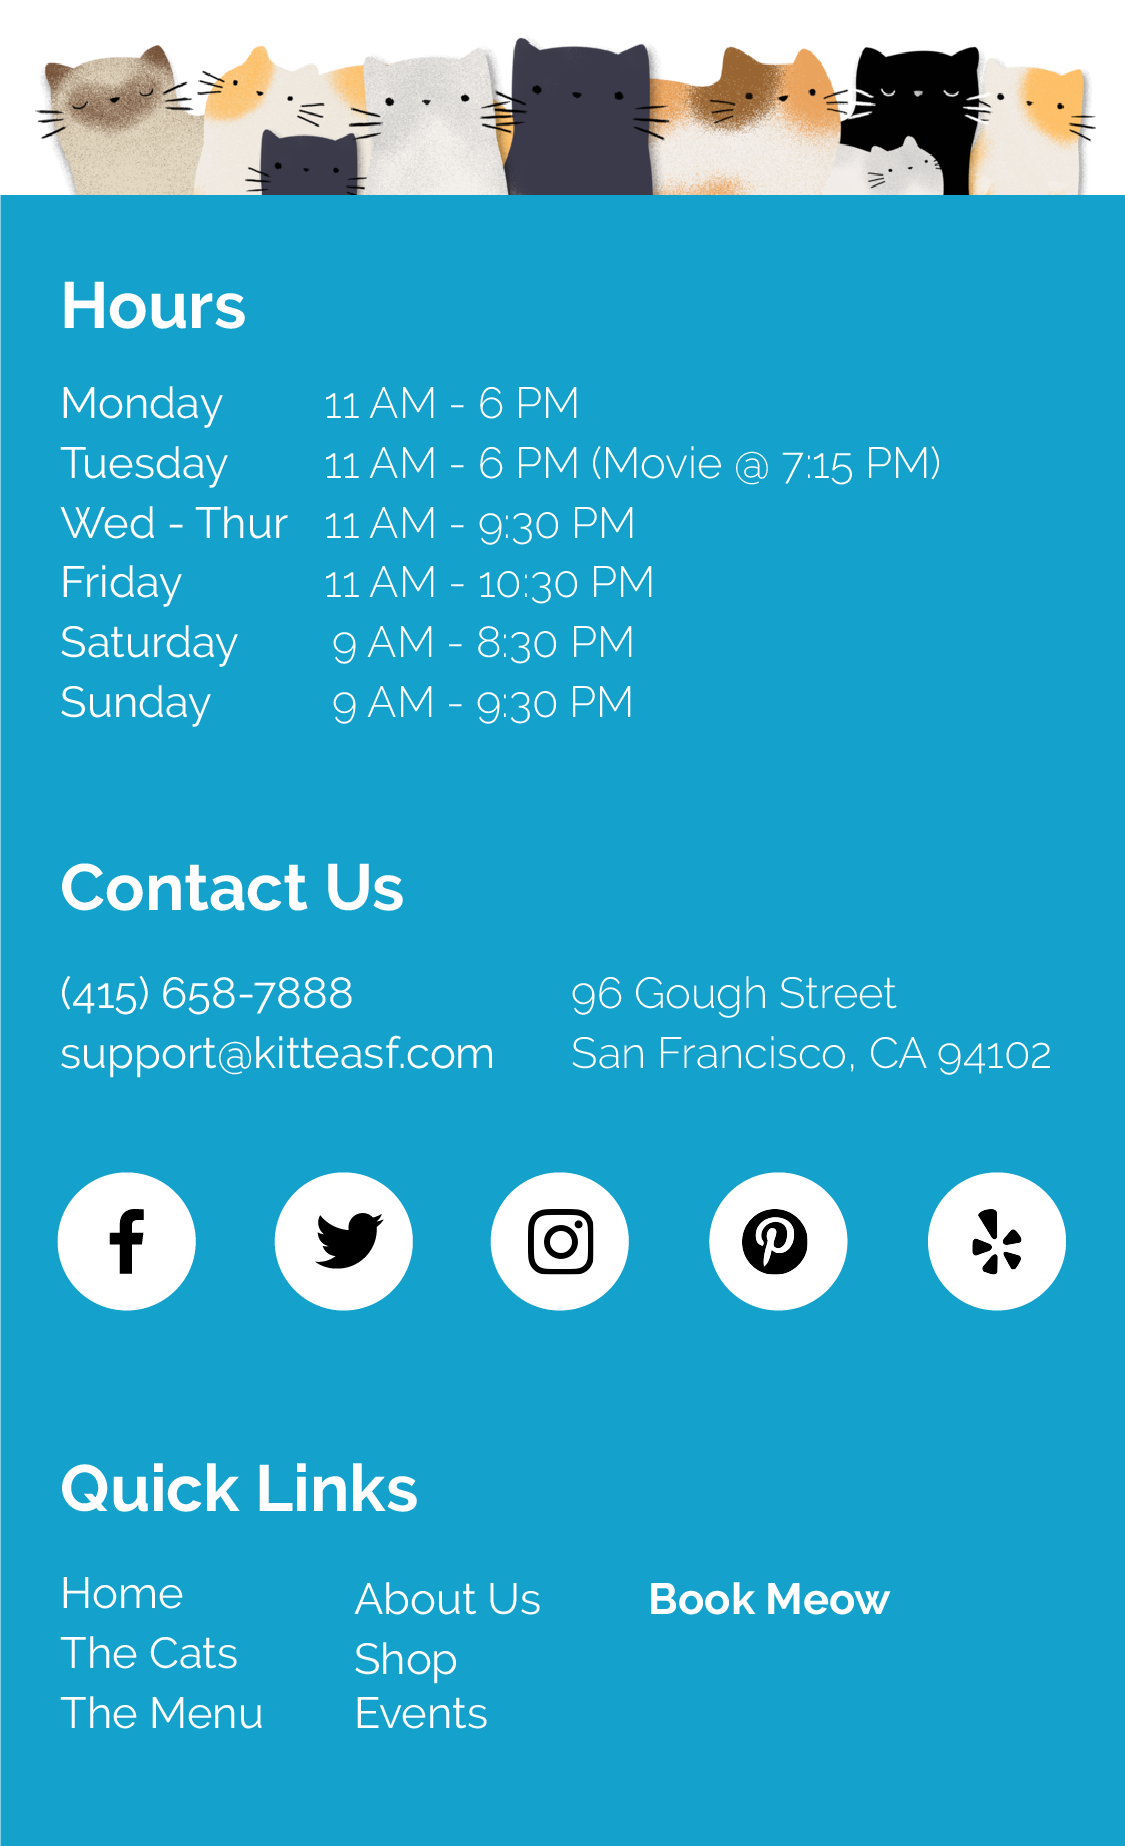 Hours
Monday 11 AM - 6 PM
Tuesday 11 AM - 6 PM (Movie @ 7:15 PM)
Wed - Thur 11 AM - 9:30 PM
Friday 11 AM - 10:30 PM
Saturday 9 AM - 8:30 PM
Sunday 9 AM - 9:30 PM
Contact Us
(415) 658-7888 96 Gough Street
support@kitteasf.com San Francisco, CA 94102
Quick Links
Home About Us Book Meow
The Cats Shop
The Menu Events